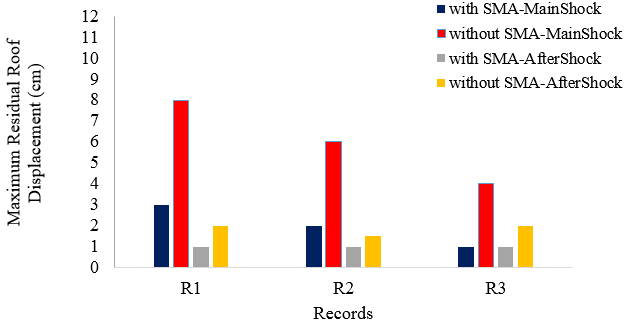 with SMA-MainShock
without SMA-MainShock
with SMA-AfterShock
without SMA-AfterShock
Maximum Residual Roof
Displacement (cm)
12
11
10
9
8
7
6
5
4
3
2
1
0
R1 R2 R3
Records